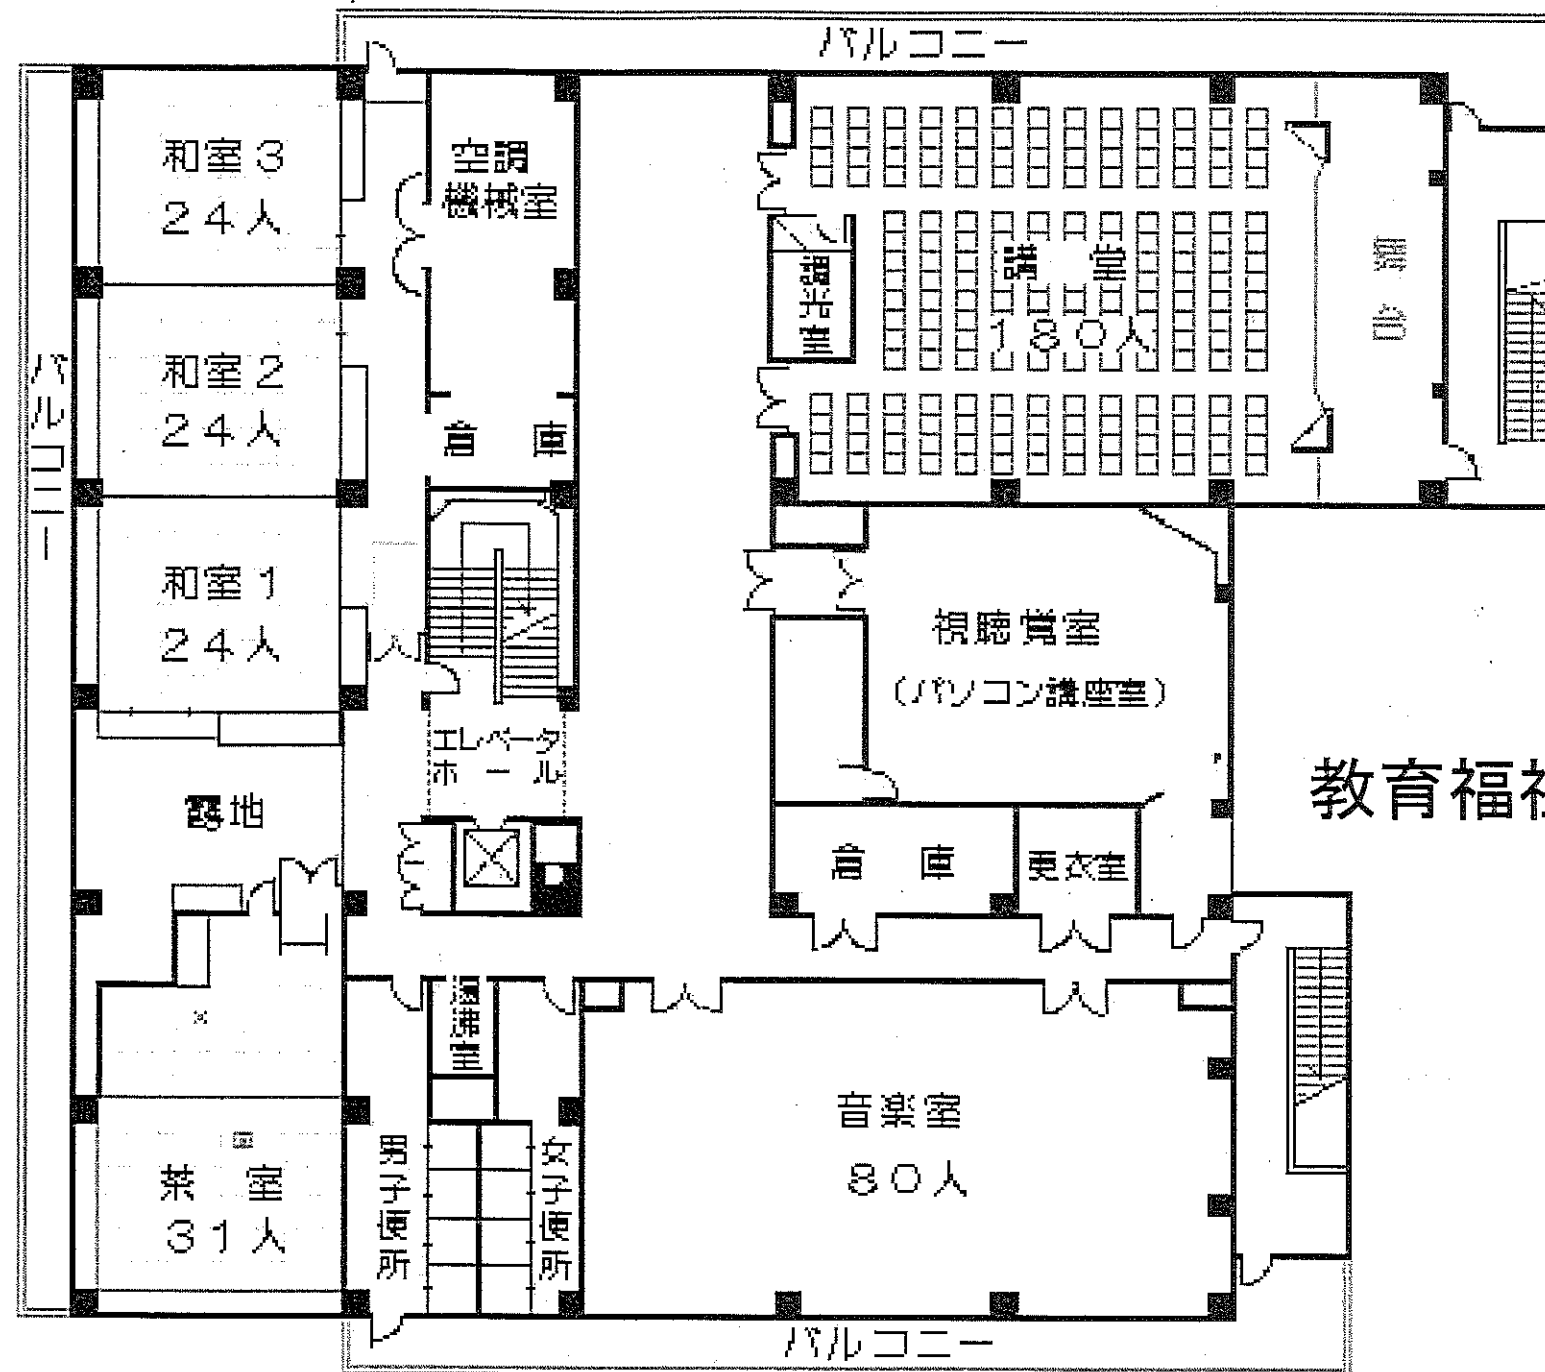 バルコニー
和室3
24人
空調
機械室
講堂
180人
調光室
舞台
バルコニー
和室2
24人
倉庫
和室1
24人
視聴覚室
(パソコン講座室)
エレベータ
ホール
露地
倉庫
更衣室
教育福祉
湯沸室
音楽室
80人
茶室
31人
男子便所
女子便所
バルコニー